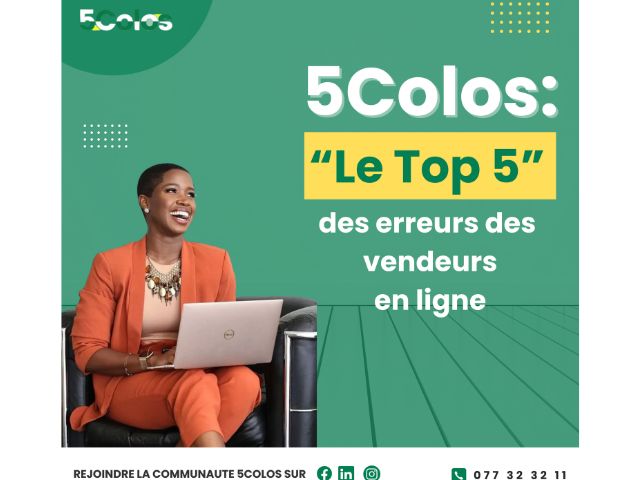 5Colos
5Colos:
“Le Top 5”
des erreurs des
vendeurs
en ligne
DELL
REJOINDRE LA COMMUNAUTE 5COLOS SUR
077 32 32 11